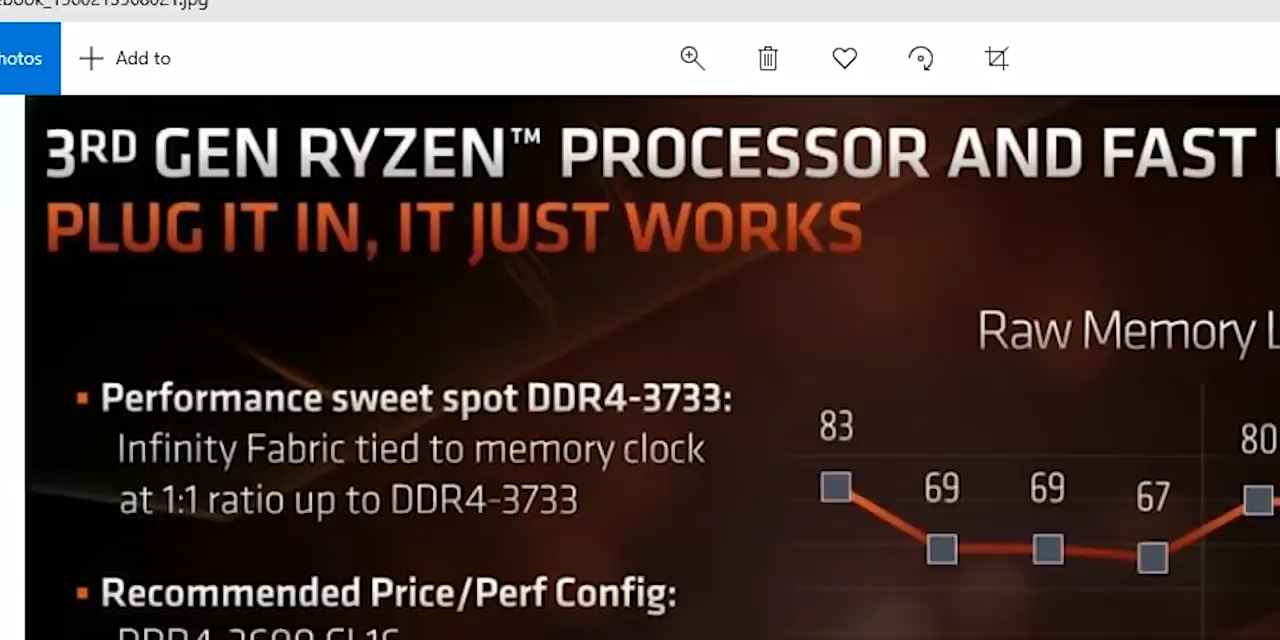 hotos
Add to
3RD GEN RYZEN™ PROCESSOR AND FAST
PLUG IT IN, IT JUST WORKS
Raw Memory L
▪ Performance sweet spot DDR4-3733:
Infinity Fabric tied to memory clock
at 1:1 ratio up to DDR4-3733
83
69
69
67
80
▪ Recommended Price/Perf Config: